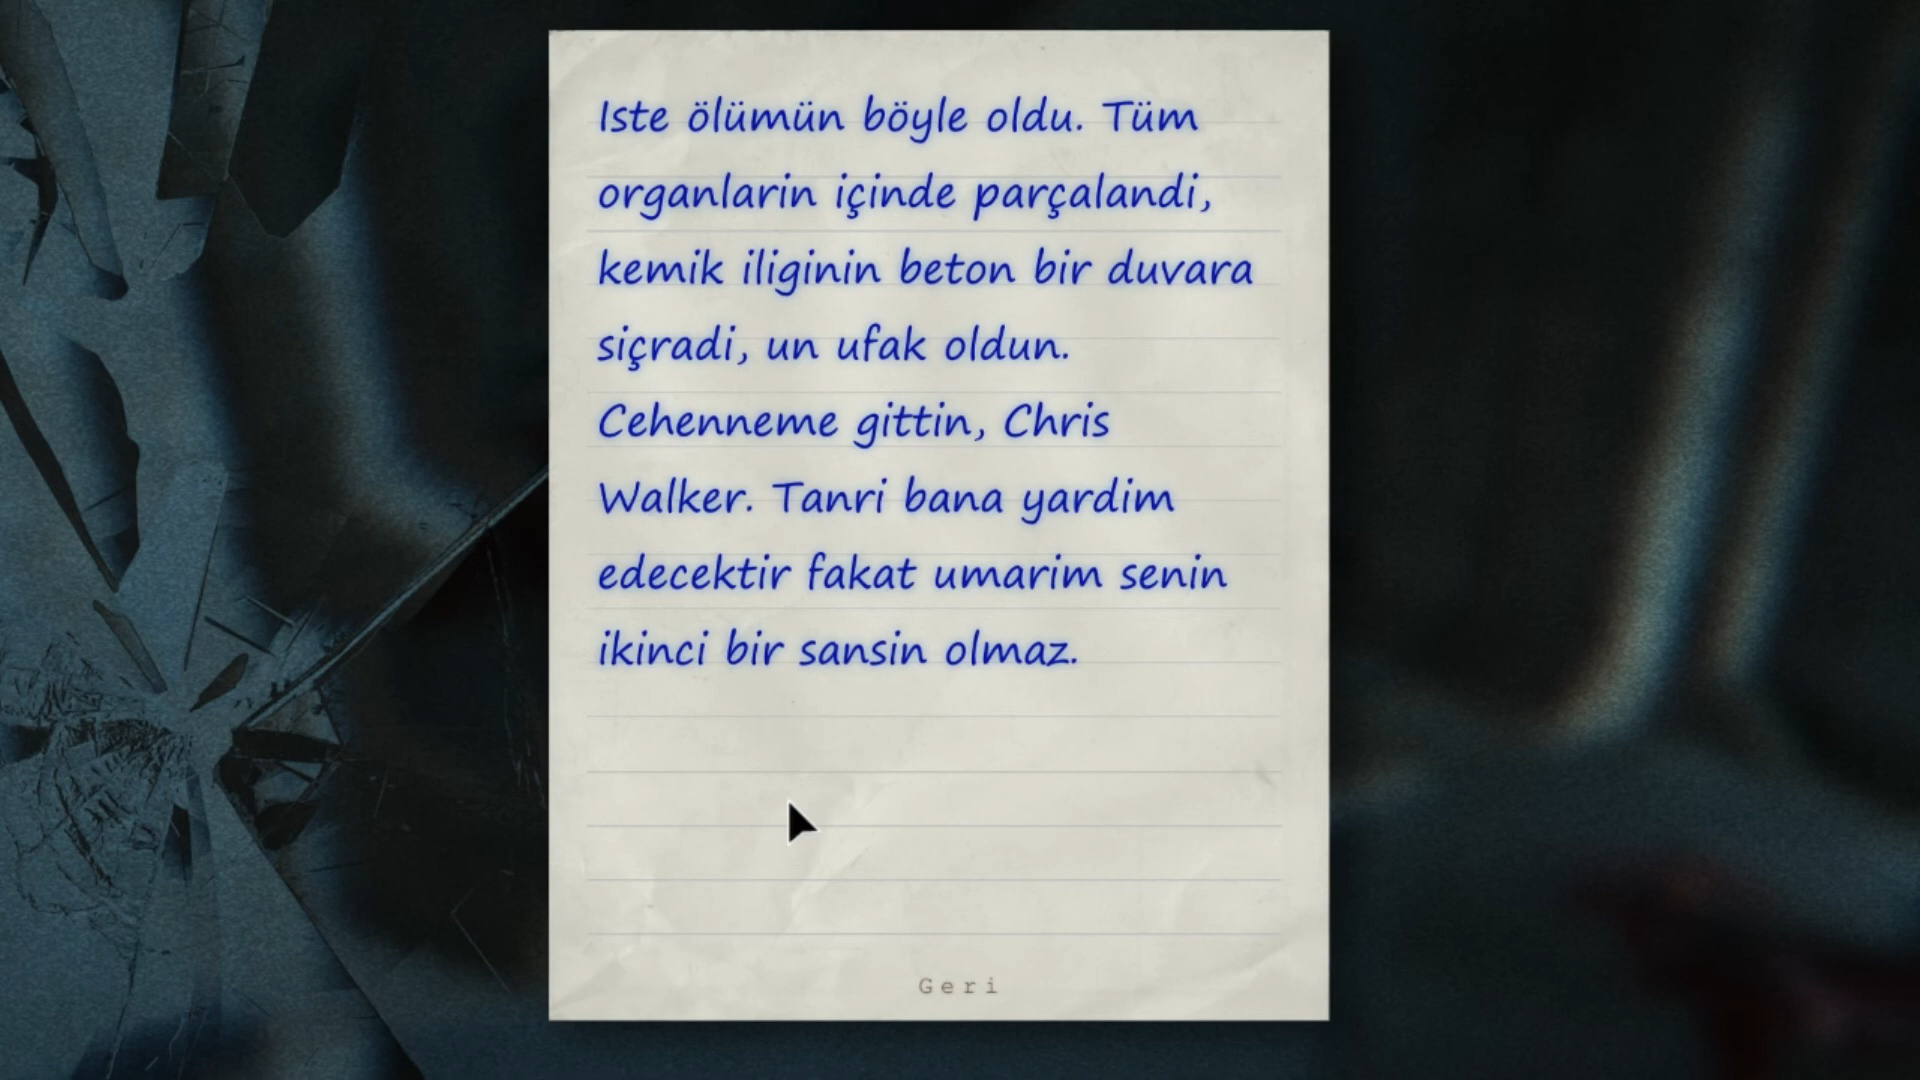 Iste ölümün böyle oldu. Tüm
organlarin içinde parçalandi,
kemik iliginin beton bir duvara
siçradi, un ufak oldun.
Cehenneme gittin, Chris
Walker. Tanri bana yardim
edecektir fakat umarim senin
ikinci bir sansin olmaz.
Geri